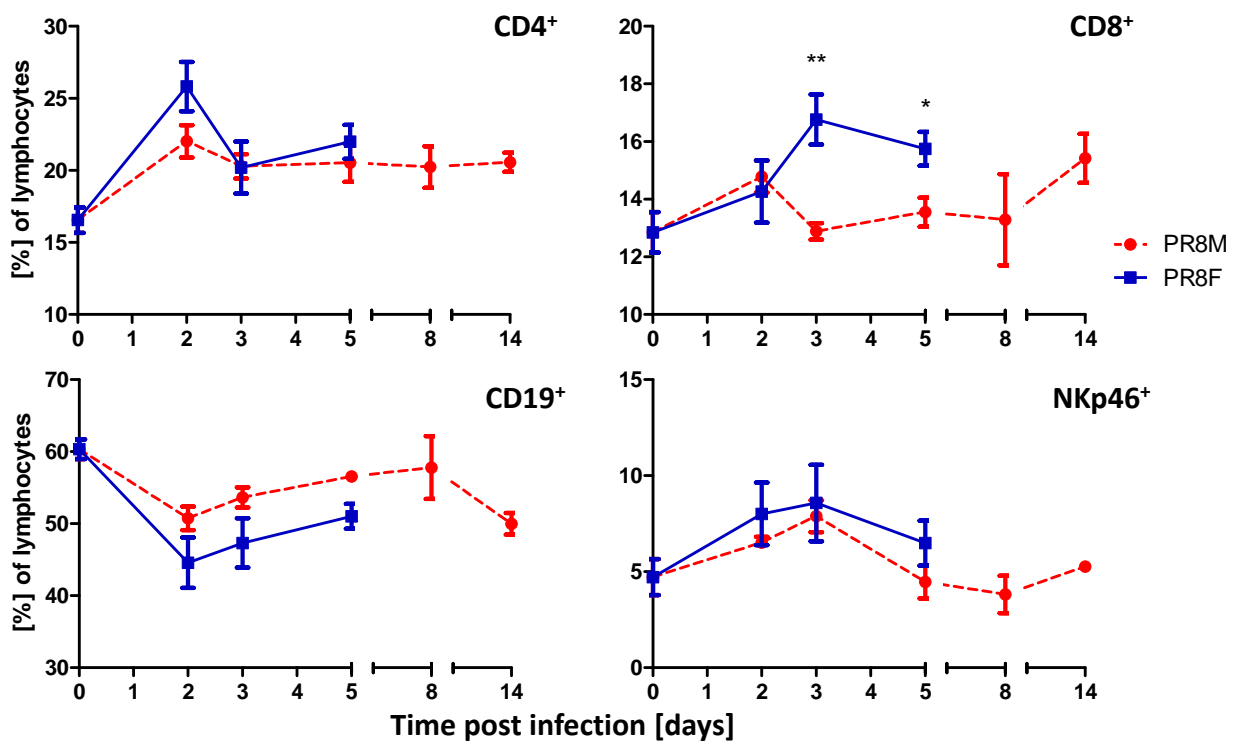 CD4⁺
[%] of lymphocytes
30
25
20
15
10
0 1 2 3 4 5 8 14
CD8⁺
20
18
16
14
12
10
**
*
0 1 2 3 4 5 8 14
PR8M
PR8F
CD19⁺
[%] of lymphocytes
70
60
50
40
30
0 1 2 3 4 5 8 14
NKp46⁺
15
10
5
0
0 1 2 3 4 5 8 14
Time post infection [days]